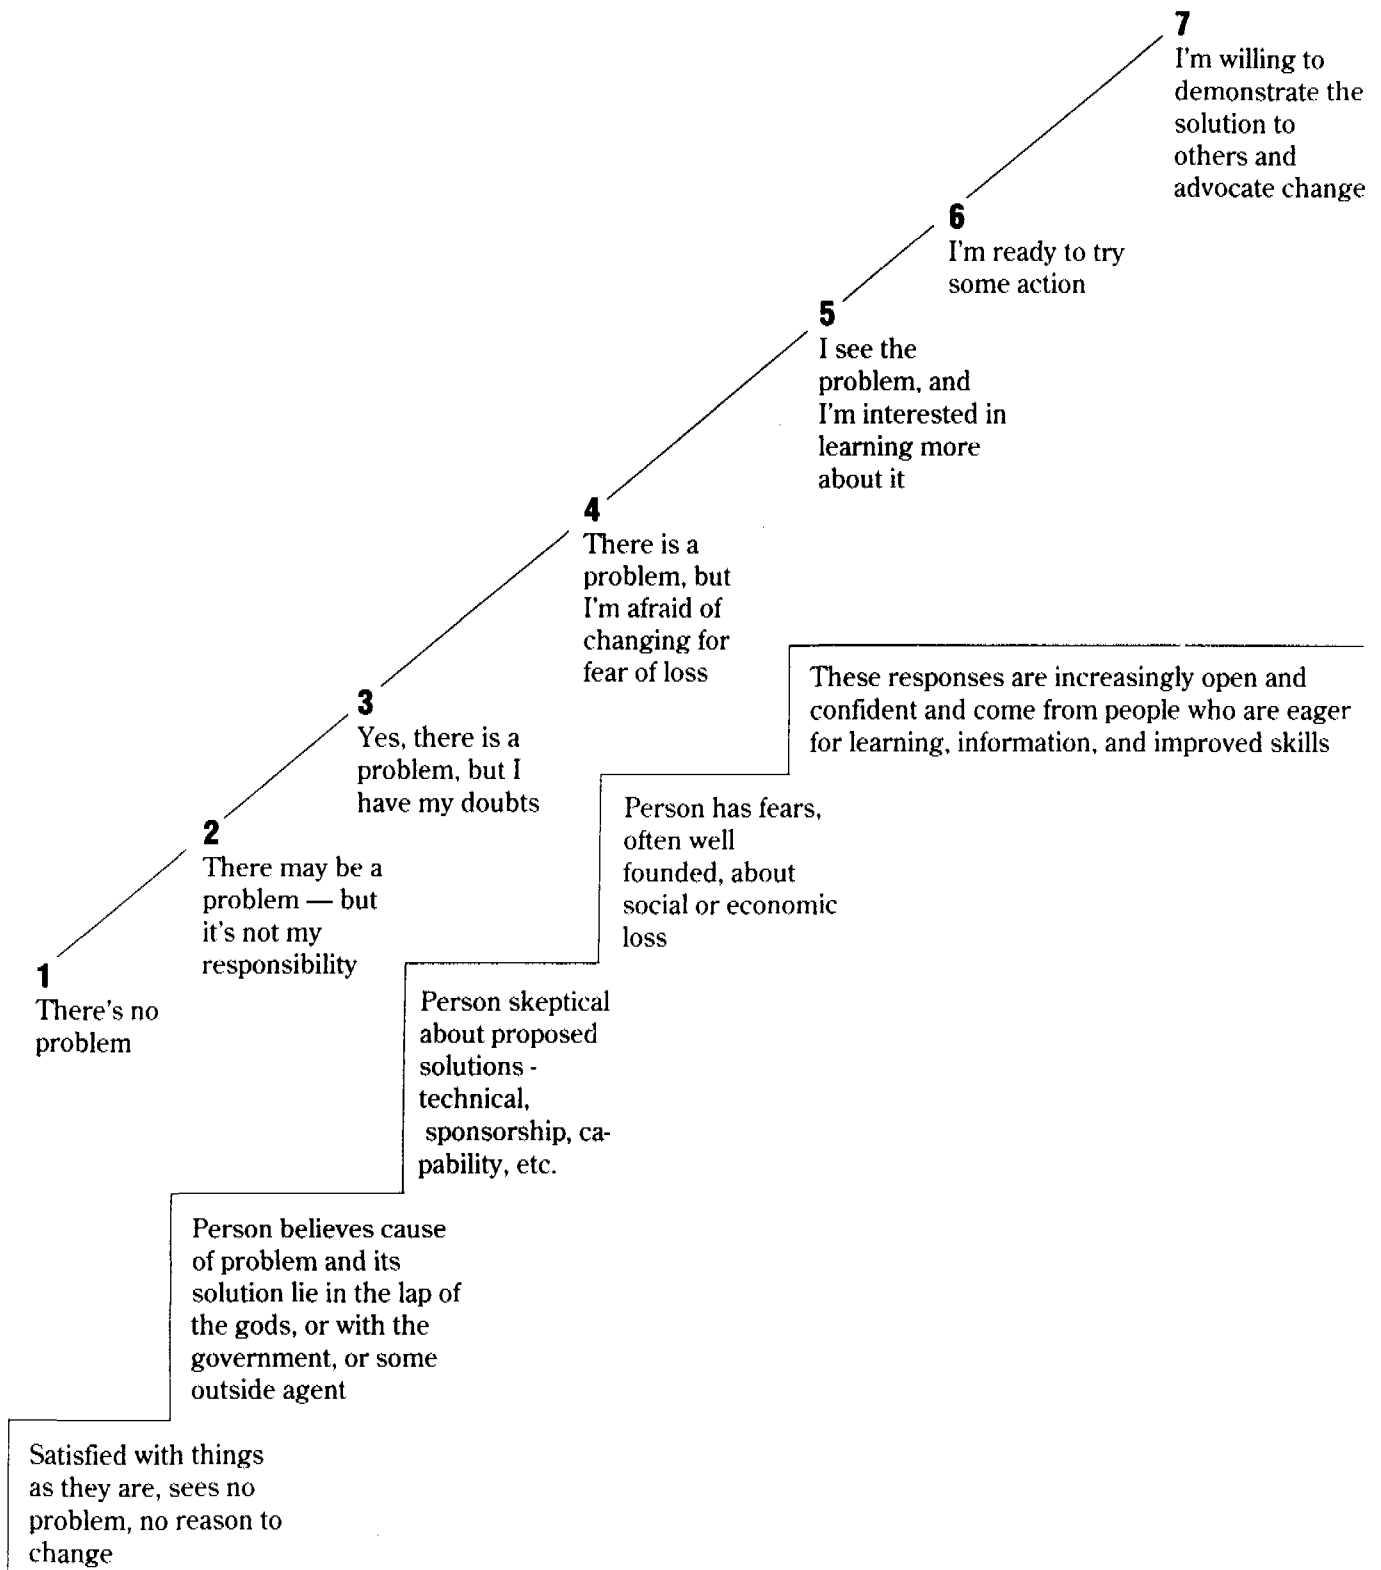 7
I'm willing to
demonstrate the
solution to
others and
advocate change
6
I'm ready to try
some action
5
I see the
problem, and
I'm interested in
learning more
about it
4
There is a
problem, but
I'm afraid of
changing for
fear of loss
3
Yes, there is a
problem, but I
have my doubts
2
There may be a
problem — but
it's not my
responsibility
1
There's no
problem
These responses are increasingly open and
confident and come from people who are eager
for learning, information, and improved skills
Person has fears,
often well
founded, about
social or economic
loss
Person skeptical
about proposed
solutions -
technical,
sponsorship, ca-
pability, etc.
Person believes cause
of problem and its
solution lie in the lap of
the gods, or with the
government, or some
outside agent
Satisfied with things
as they are, sees no
problem, no reason to
change